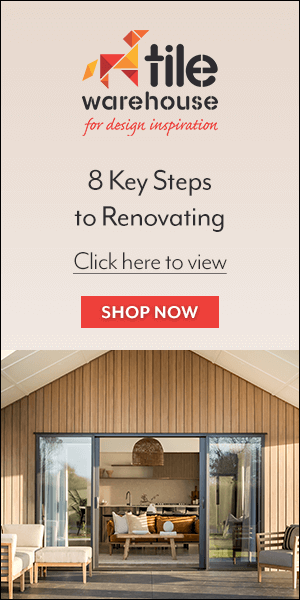 tile
warehouse
for design inspiration
8 Key Steps
to Renovating
Click here to view
SHOP NOW